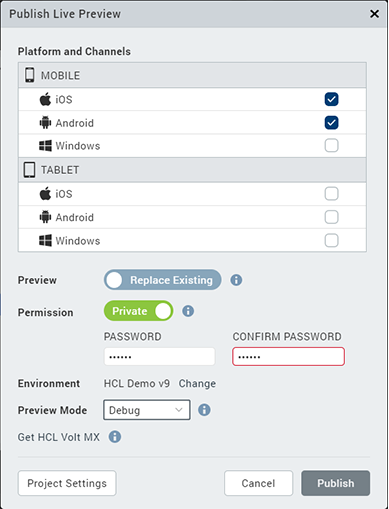 Publish Live Preview
Platform and Channels
MOBILE
iOS
Android
Windows
TABLET
iOS
Android
Windows
Preview Replace Existing
Permission Private
PASSWORD CONFIRM PASSWORD
•••••• ••••••
Environment HCL Demo v9 Change
Preview Mode Debug
Get HCL Volt MX
Project Settings Cancel Publish